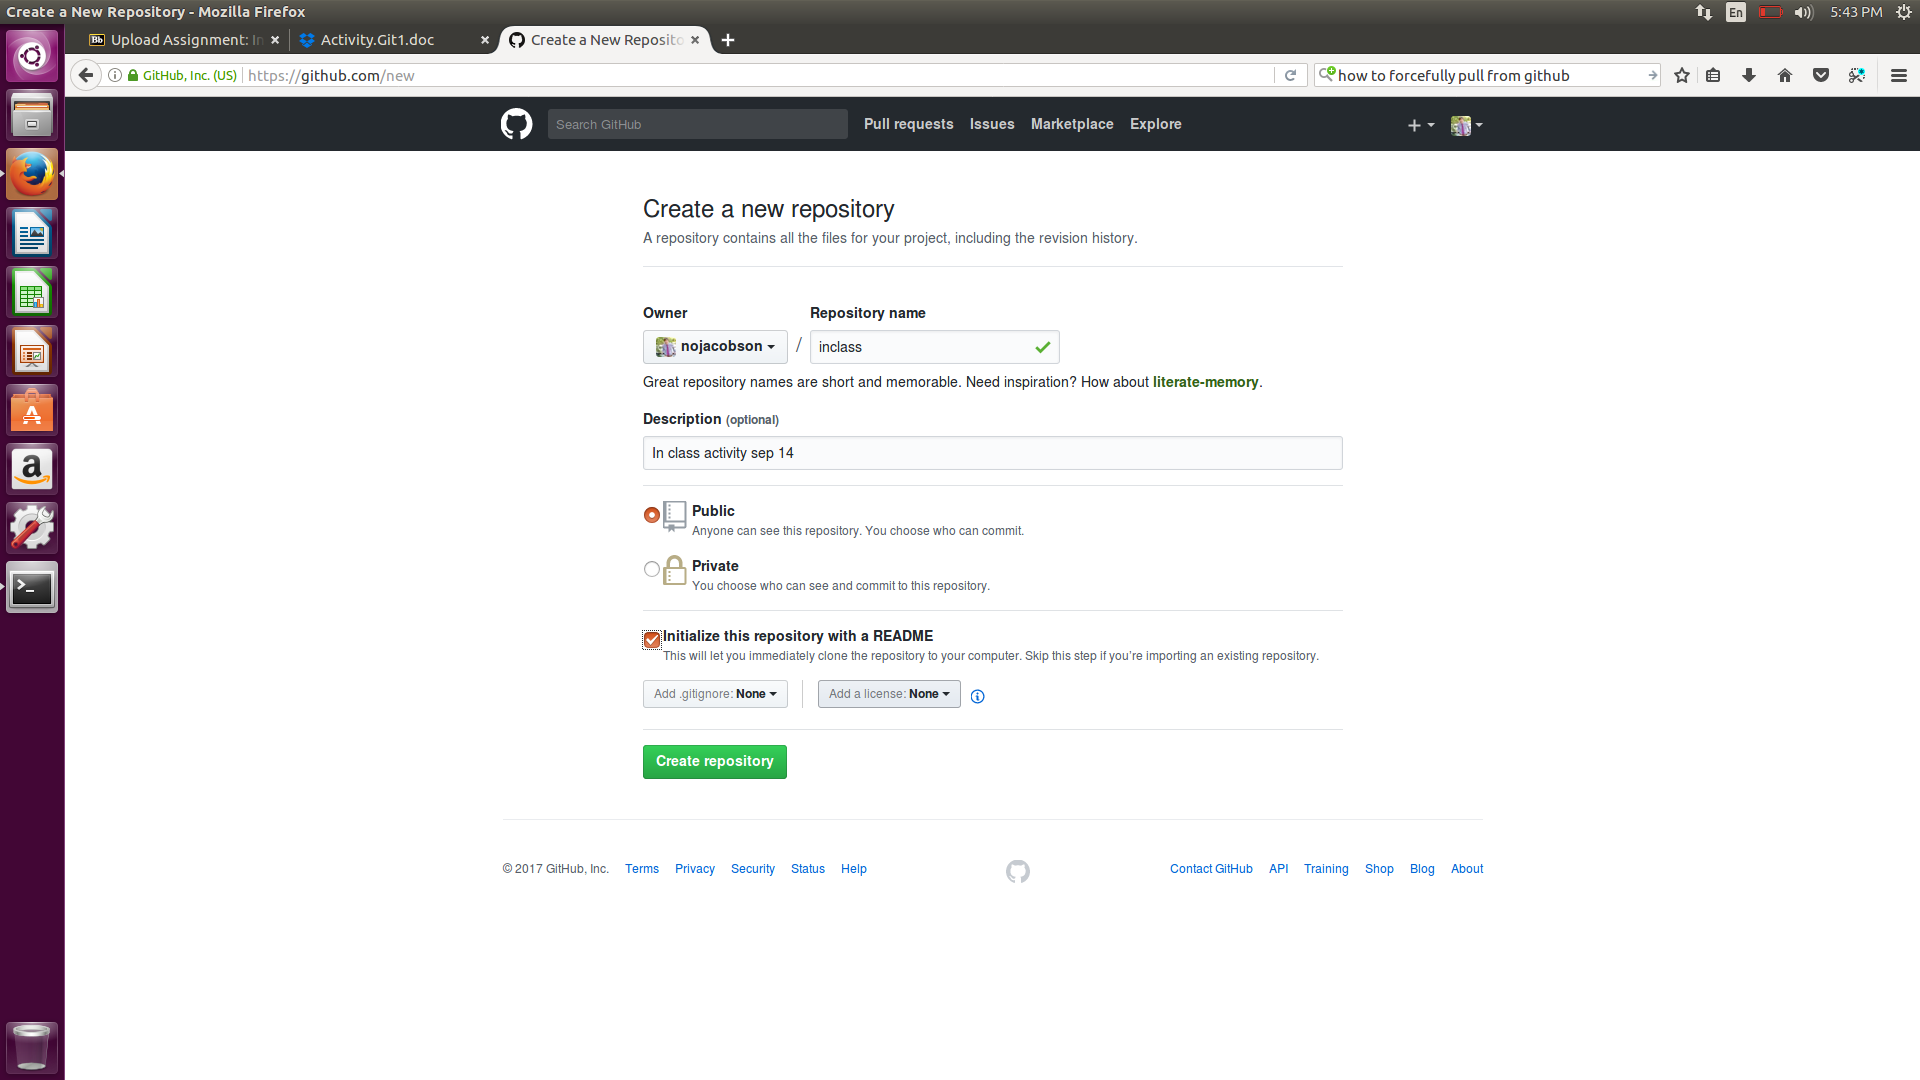 Create a New Repository - Mozilla Firefox
En
5:43 PM
Bb Upload Assignment: In
Activity.Git1.doc
Create a New Reposito
GitHub, Inc. (US)
https://github.com/new
how to forcefully pull from github
Search GitHub
Pull requests
Issues
Marketplace
Explore
Create a new repository
A repository contains all the files for your project, including the revision history.
Owner
Repository name
nojacobson
/
inclass
Great repository names are short and memorable. Need inspiration? How about literate-memory.
Description (optional)
In class activity sep 14
Public
Anyone can see this repository. You choose who can commit.
Private
You choose who can see and commit to this repository.
Initialize this repository with a README
This will let you immediately clone the repository to your computer. Skip this step if you’re importing an existing repository.
Add .gitignore: None
Add a license: None
Create repository
© 2017 GitHub, Inc.
Terms
Privacy
Security
Status
Help
Contact GitHub
API
Training
Shop
Blog
About